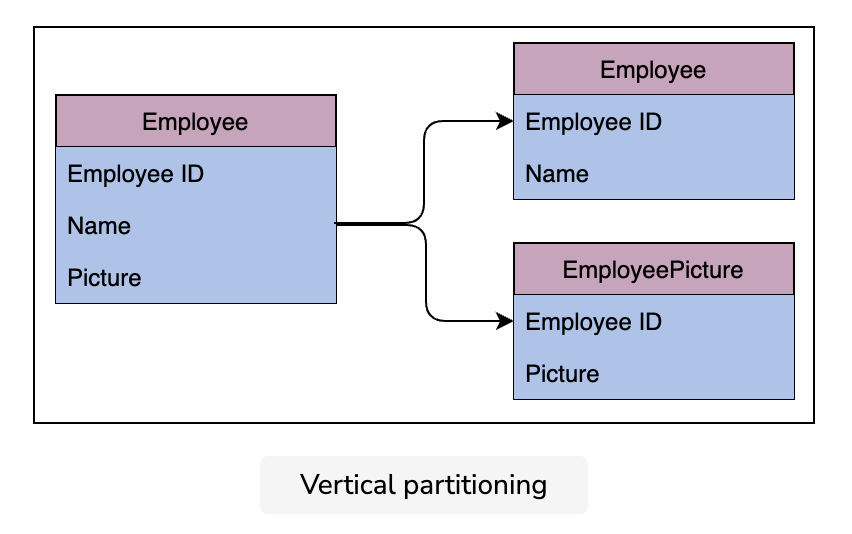 Employee
Employee ID
Name
Picture
Employee
Employee ID
Name
EmployeePicture
Employee ID
Picture
Vertical partitioning